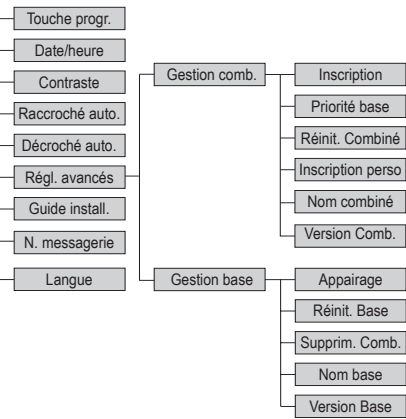 Touche progr.
Date/heure
Contraste
Raccroché auto.
Décroché auto.
Régl. avancés
Guide install.
N. messagerie
Langue
Gestion comb.
Inscription
Priorité base
Réinit. Combiné
Inscription perso
Nom combiné
Version Comb.
Gestion base
Appairage
Réinit. Base
Supprim. Comb.
Nom base
Version Base